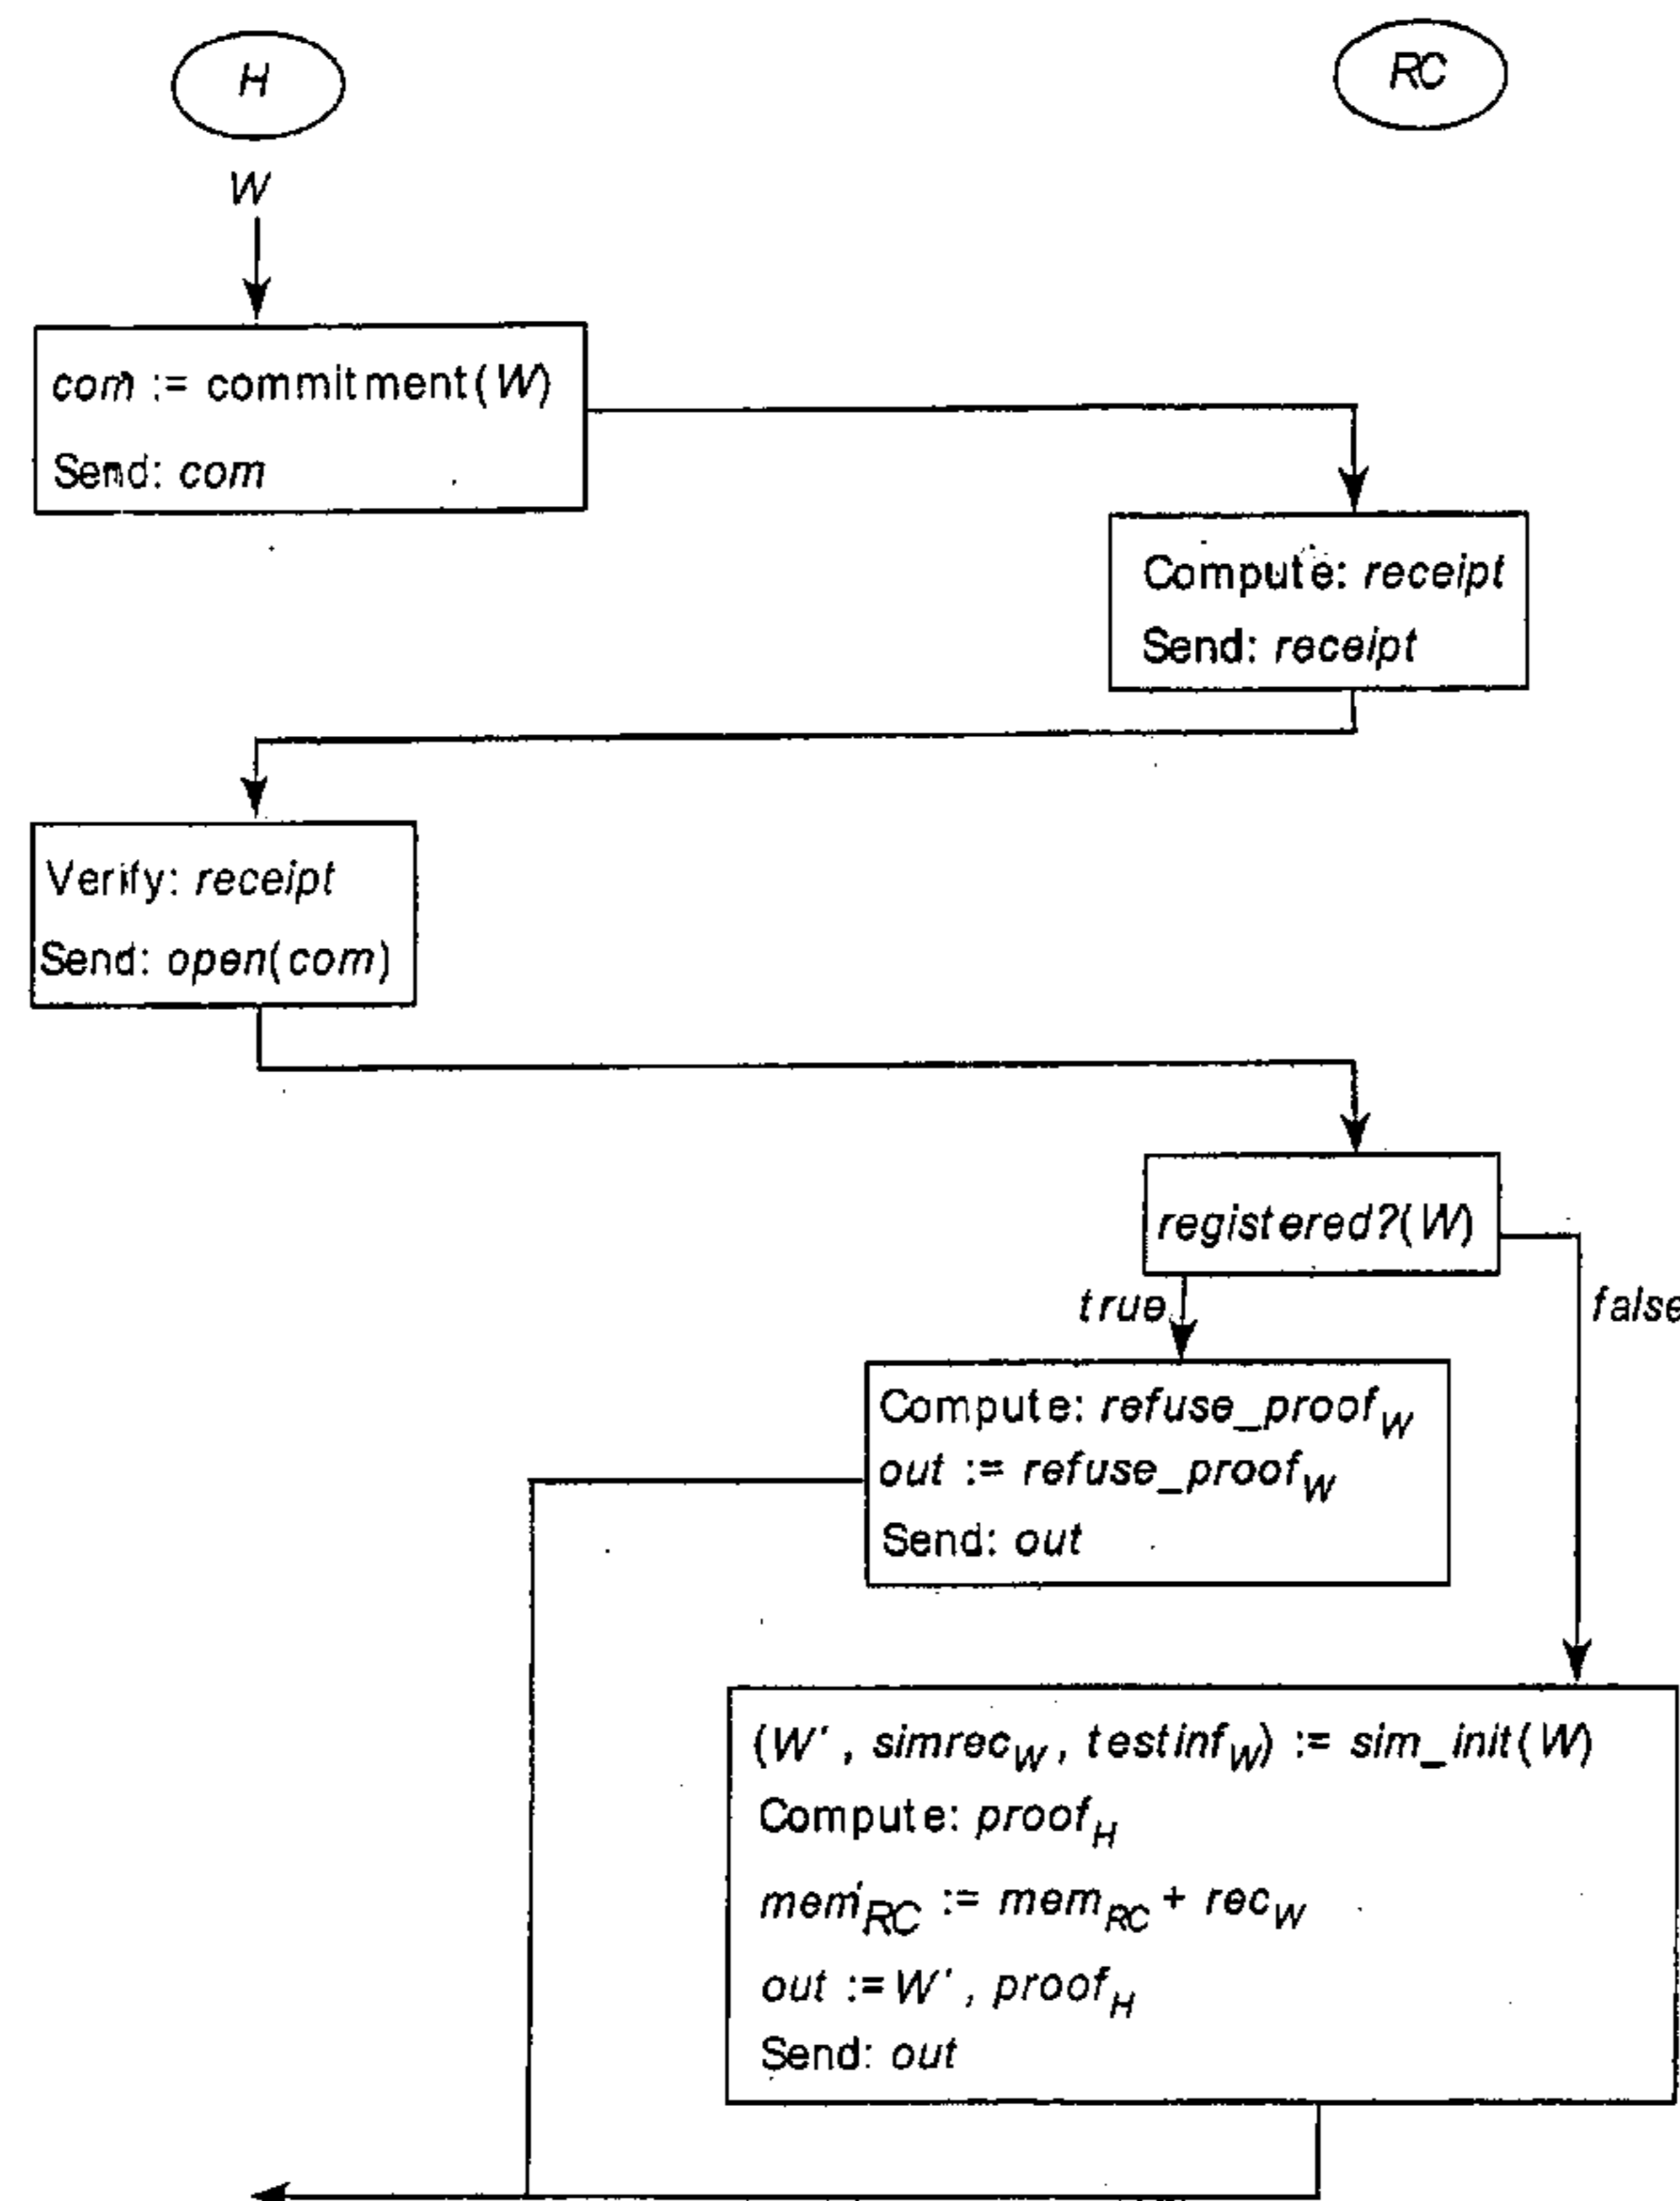 H
RC
W
com := commitment(W)
Send: com
Compute: receipt
Send: receipt
Verify: receipt
Send: open(com)
registered?(W)
true
false
Compute: refuse_proof_W
out := refuse_proof_W
Send: out
(W', simrec_W, testinf_W) := sim_init(W)
Compute: proof_H
mem'_RC := mem_RC + rec_W
out := W', proof_H
Send: out